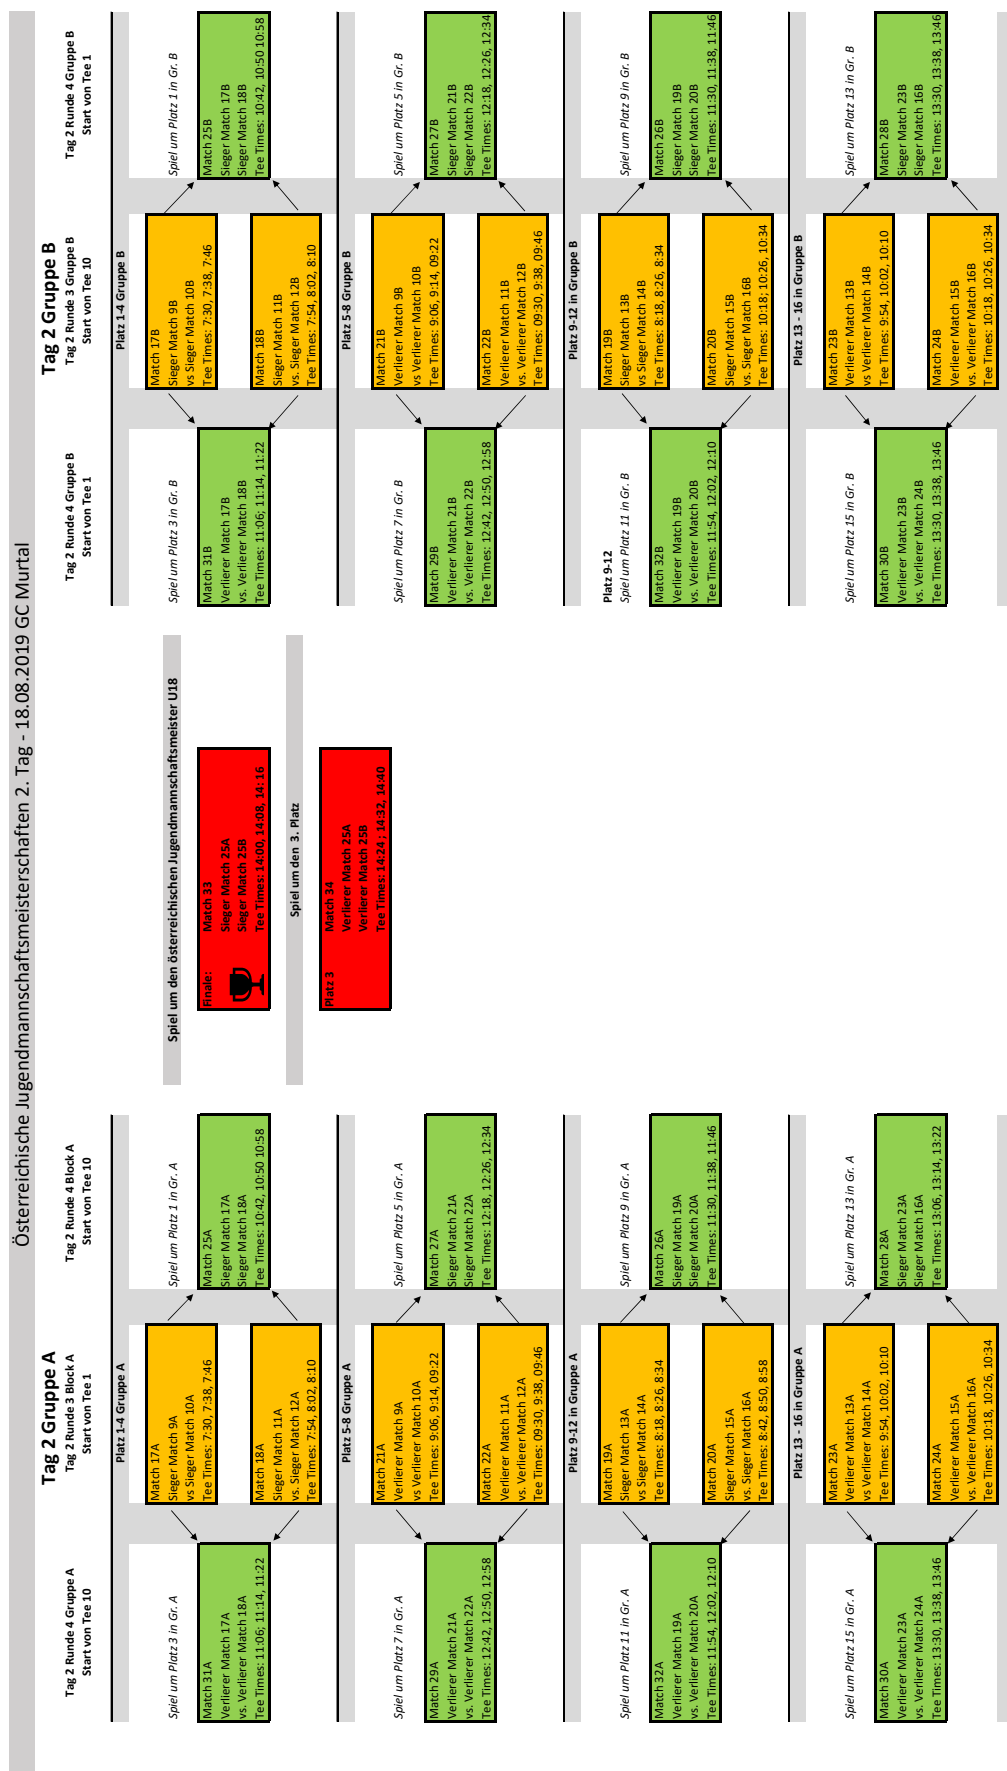 Österreichische Jugendmannschaftsmeisterschaften 2. Tag - 18.08.2019 GC Murtal
Tag 2 Gruppe A
Tag 2 Runde 4 Gruppe A
Start von Tee 10
Tag 2 Runde 3 Block A
Start von Tee 1
Tag 2 Runde 4 Block A
Start von Tee 10
Platz 1-4 Gruppe A
Spiel um Platz 3 in Gr. A
Match 31A
Verlierer Match 17A
vs. Verlierer Match 18A
Tee Times: 11:06; 11:14, 11:22
Match 17A
Sieger Match 9A
vs Sieger Match 10A
Tee Times: 7:30, 7:38, 7:46
Match 18A
Sieger Match 11A
vs. Sieger Match 12A
Tee Times: 7:54, 8:02, 8:10
Spiel um Platz 1 in Gr. A
Match 25A
Sieger Match 17A
Sieger Match 18A
Tee Times: 10:42, 10:50 10:58
Platz 5-8 Gruppe A
Spiel um Platz 7 in Gr. A
Match 29A
Verlierer Match 21A
vs. Verlierer Match 22A
Tee Times: 12:42, 12:50, 12:58
Match 21A
Verlierer Match 9A
vs Verlierer Match 10A
Tee Times: 9:06, 9:14, 09:22
Match 22A
Verlierer Match 11A
vs. Verlierer Match 12A
Tee Times: 09:30, 9:38, 09:46
Spiel um Platz 5 in Gr. A
Match 27A
Sieger Match 21A
Sieger Match 22A
Tee Times: 12:18, 12:26, 12:34
Platz 9-12 in Gruppe A
Spiel um Platz 11 in Gr. A
Match 32A
Verlierer Match 19A
vs. Verlierer Match 20A
Tee Times: 11:54, 12:02, 12:10
Match 19A
Sieger Match 13A
vs Sieger Match 14A
Tee Times: 8:18, 8:26, 8:34
Match 20A
Sieger Match 15A
vs. Sieger Match 16A
Tee Times: 8:42, 8:50, 8:58
Spiel um Platz 9 in Gr. A
Match 26A
Sieger Match 19A
Sieger Match 20A
Tee Times: 11:30, 11:38, 11:46
Platz 13 - 16 in Gruppe A
Spiel um Platz 15 in Gr. A
Match 30A
Verlierer Match 23A
vs. Verlierer Match 24A
Tee Times: 13:30, 13:38, 13:46
Match 23A
Verlierer Match 13A
vs Verlierer Match 14A
Tee Times: 9:54, 10:02, 10:10
Match 24A
Verlierer Match 15A
vs. Verlierer Match 16A
Tee Times: 10:18, 10:26, 10:34
Spiel um Platz 13 in Gr. A
Match 28A
Sieger Match 23A
Sieger Match 16A
Tee Times: 13:06, 13:14, 13:22
Spiel um den österreichischen Jugendmannschaftsmeister U18
Finale: Match 33
Sieger Match 25A
Sieger Match 25B
Tee Times: 14:00, 14:08, 14:16
Spiel um den 3. Platz
Platz 3 Match 34
Verlierer Match 25A
Verlierer Match 25B
Tee Times: 14:24 ; 14:32, 14:40
Tag 2 Gruppe B
Tag 2 Runde 4 Gruppe B
Start von Tee 1
Tag 2 Runde 3 Gruppe B
Start von Tee 10
Tag 2 Runde 4 Gruppe B
Start von Tee 1
Platz 1-4 Gruppe B
Spiel um Platz 3 in Gr. B
Match 31B
Verlierer Match 17B
vs. Verlierer Match 18B
Tee Times: 11:06; 11:14, 11:22
Match 17B
Sieger Match 9B
vs Sieger Match 10B
Tee Times: 7:30, 7:38, 7:46
Match 18B
Sieger Match 11B
vs. Sieger Match 12B
Tee Times: 7:54, 8:02, 8:10
Spiel um Platz 1 in Gr. B
Match 25B
Sieger Match 17B
Sieger Match 18B
Tee Times: 10:42, 10:50 10:58
Platz 5-8 Gruppe B
Spiel um Platz 7 in Gr. B
Match 29B
Verlierer Match 21B
vs. Verlierer Match 22B
Tee Times: 12:42, 12:50, 12:58
Match 21B
Verlierer Match 9B
vs Verlierer Match 10B
Tee Times: 9:06, 9:14, 09:22
Match 22B
Verlierer Match 11B
vs. Verlierer Match 12B
Tee Times: 09:30, 9:38, 09:46
Spiel um Platz 5 in Gr. B
Match 27B
Sieger Match 21B
Sieger Match 22B
Tee Times: 12:18, 12:26, 12:34
Platz 9-12 in Gruppe B
Platz 9-12
Spiel um Platz 11 in Gr. B
Match 32B
Verlierer Match 19B
vs. Verlierer Match 20B
Tee Times: 11:54, 12:02, 12:10
Match 19B
Sieger Match 13B
vs Sieger Match 14B
Tee Times: 8:18, 8:26, 8:34
Match 20B
Sieger Match 15B
vs. Sieger Match 16B
Tee Times: 10:18; 10:26, 10:34
Spiel um Platz 9 in Gr. B
Match 26B
Sieger Match 19B
Sieger Match 20B
Tee Times: 11:30, 11:38, 11:46
Platz 13 - 16 in Gruppe B
Spiel um Platz 15 in Gr. B
Match 30B
Verlierer Match 23B
vs. Verlierer Match 24B
Tee Times: 13:30, 13:38, 13:46
Match 23B
Verlierer Match 13B
vs Verlierer Match 14B
Tee Times: 9:54, 10:02, 10:10
Match 24B
Verlierer Match 15B
vs. Verlierer Match 16B
Tee Times: 10:18, 10:26, 10:34
Spiel um Platz 13 in Gr. B
Match 28B
Sieger Match 23B
Sieger Match 16B
Tee Times: 13:30, 13:38, 13:46